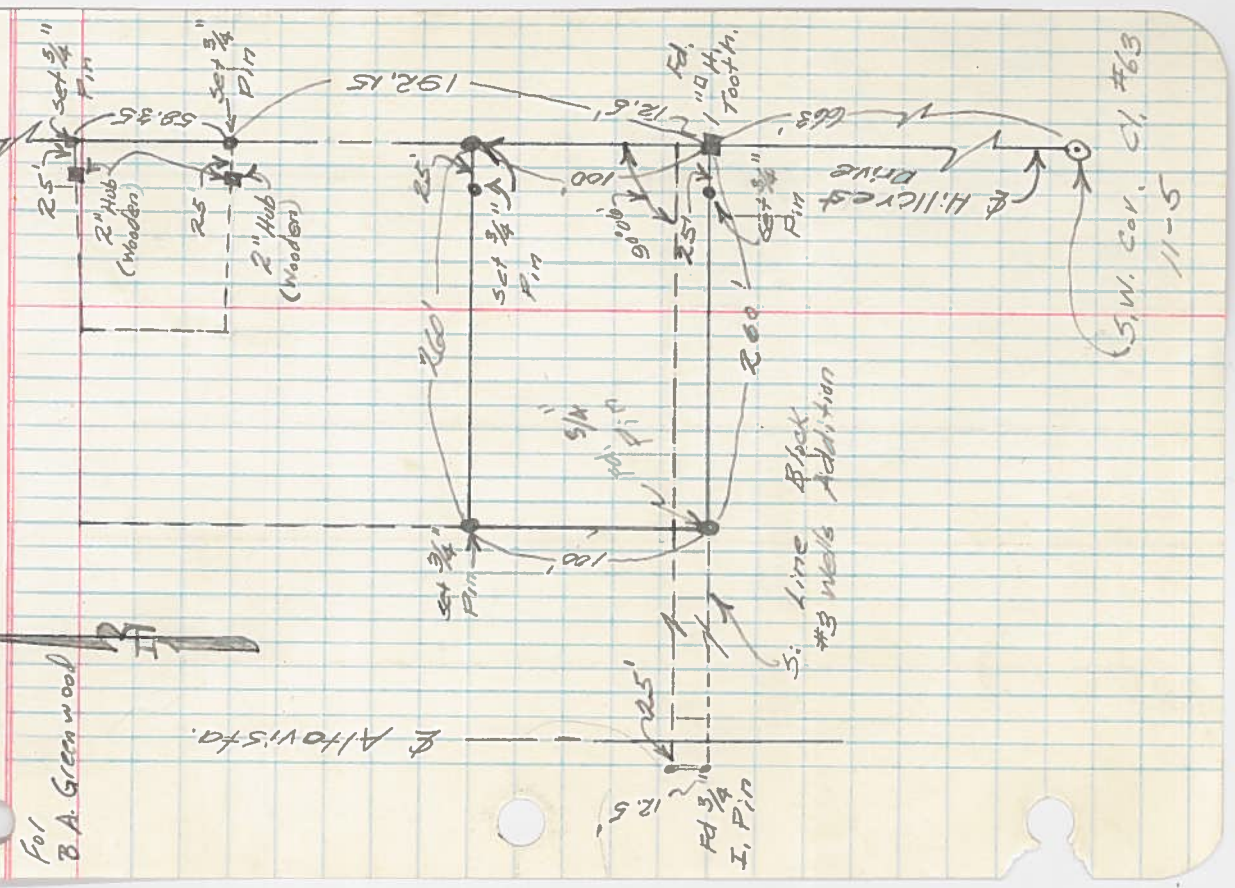 For
B. A. Greenwood
25'
Set 3/4"
Pin
58.35
Set 3/4"
Pin
2" Hub
(Wooden)
25'
2" Hub
(Wooden)
192.15
25'
Set 3/4"
Pin
100'
12.5'
Fd.
1" H.
Tooth.
90°00'
25'
Set 3/4"
Pin
663'
℄ Hillcrest
Drive
S.W. Cor. Cl. #63
11-5
260'
260'
Set 3/4"
Pin
100'
3/4"
Fd. Pin
S. Line Block
#3 Wells Addition
℄ Altavista.
25'
12.5'
Fd 3/4"
I. Pin